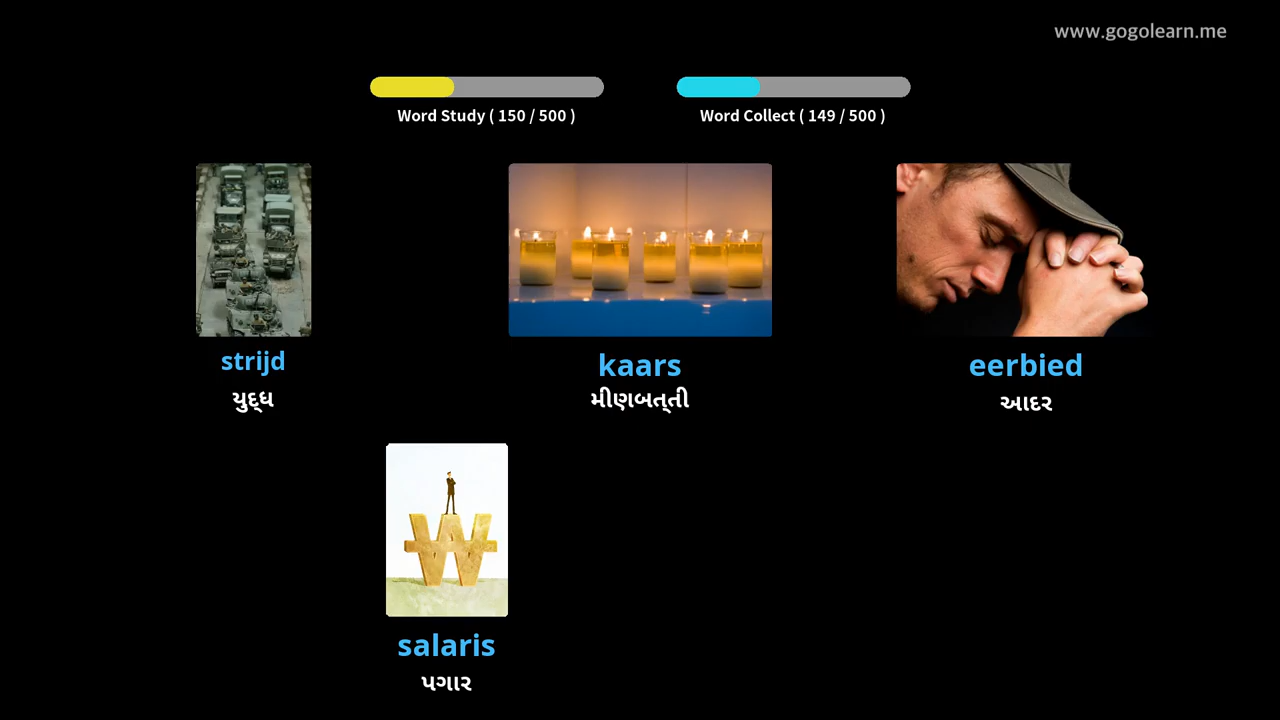 www.gogolearn.me
Word Study ( 150 / 500 )
Word Collect ( 149 / 500 )
strijd
યુદ્ધ
kaars
મીણબત્તી
eerbied
આદર
salaris
પગાર